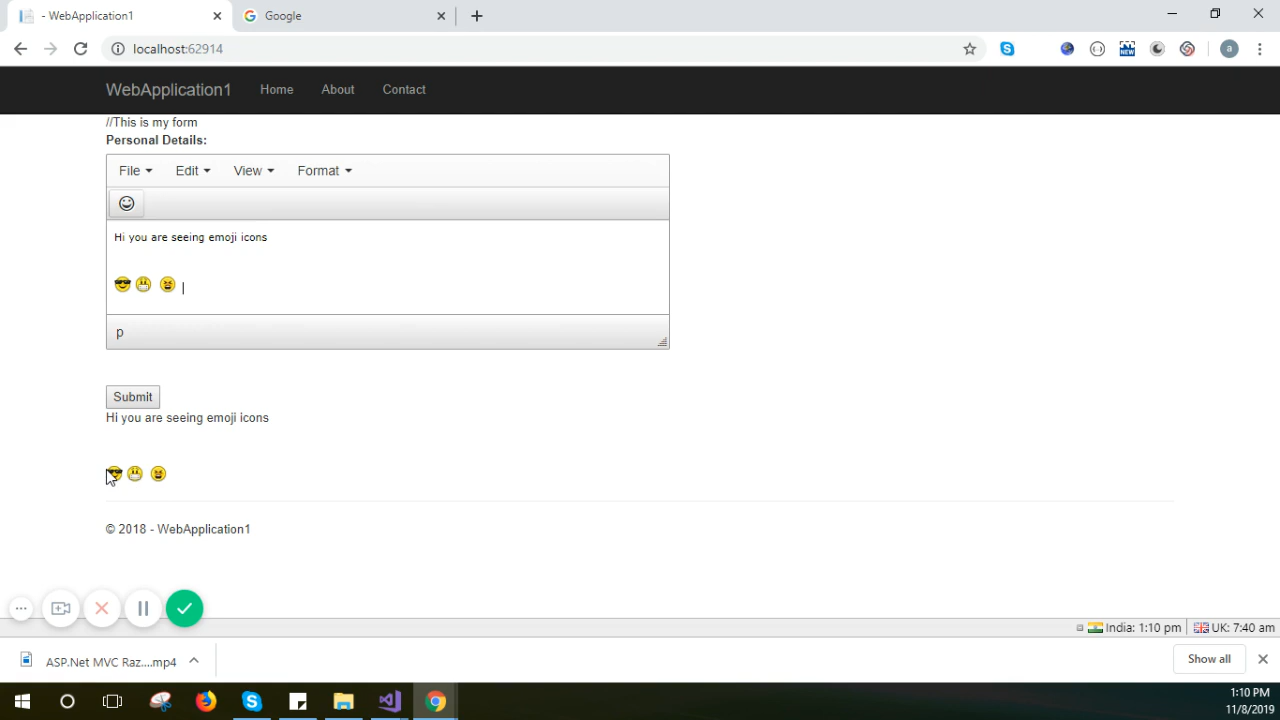 - WebApplication1
Google
localhost:62914
NEW
a
WebApplication1 Home About Contact
//This is my form
Personal Details:
File Edit View Format
Hi you are seeing emoji icons
p
Submit
Hi you are seeing emoji icons
© 2018 - WebApplication1
India: 1:10 pm UK: 7:40 am
ASP.Net MVC Raz....mp4
Show all
1:10 PM
11/8/2019